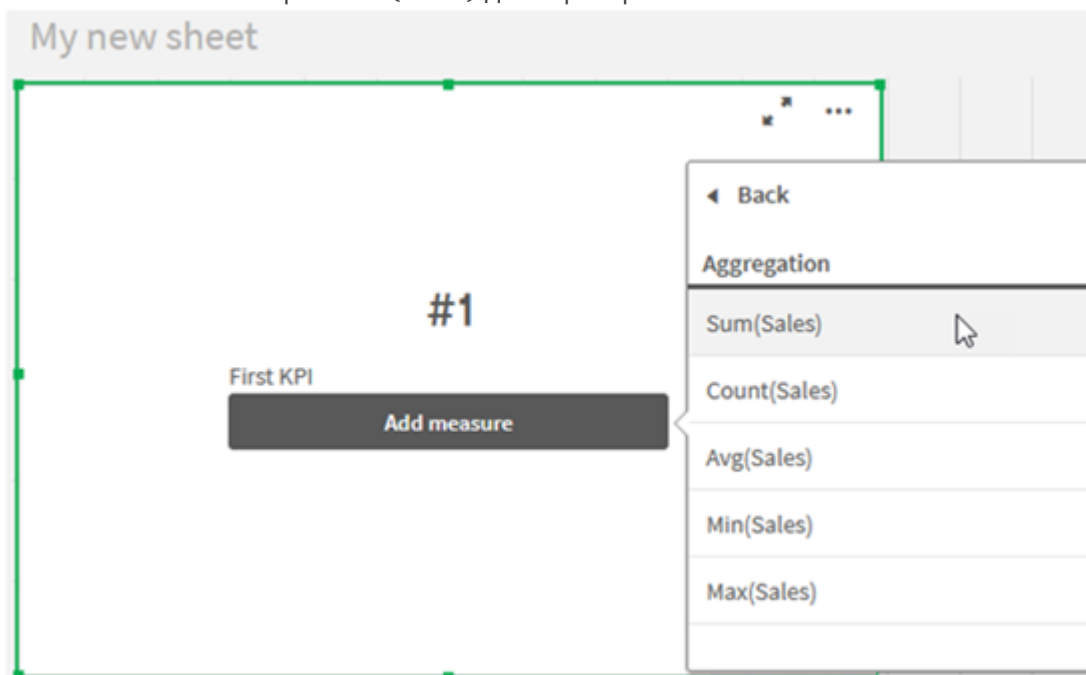 My new sheet
Back
Aggregation
#1
Sum(Sales)
First KPI
Count(Sales)
Add measure
Avg(Sales)
Min(Sales)
Max(Sales)